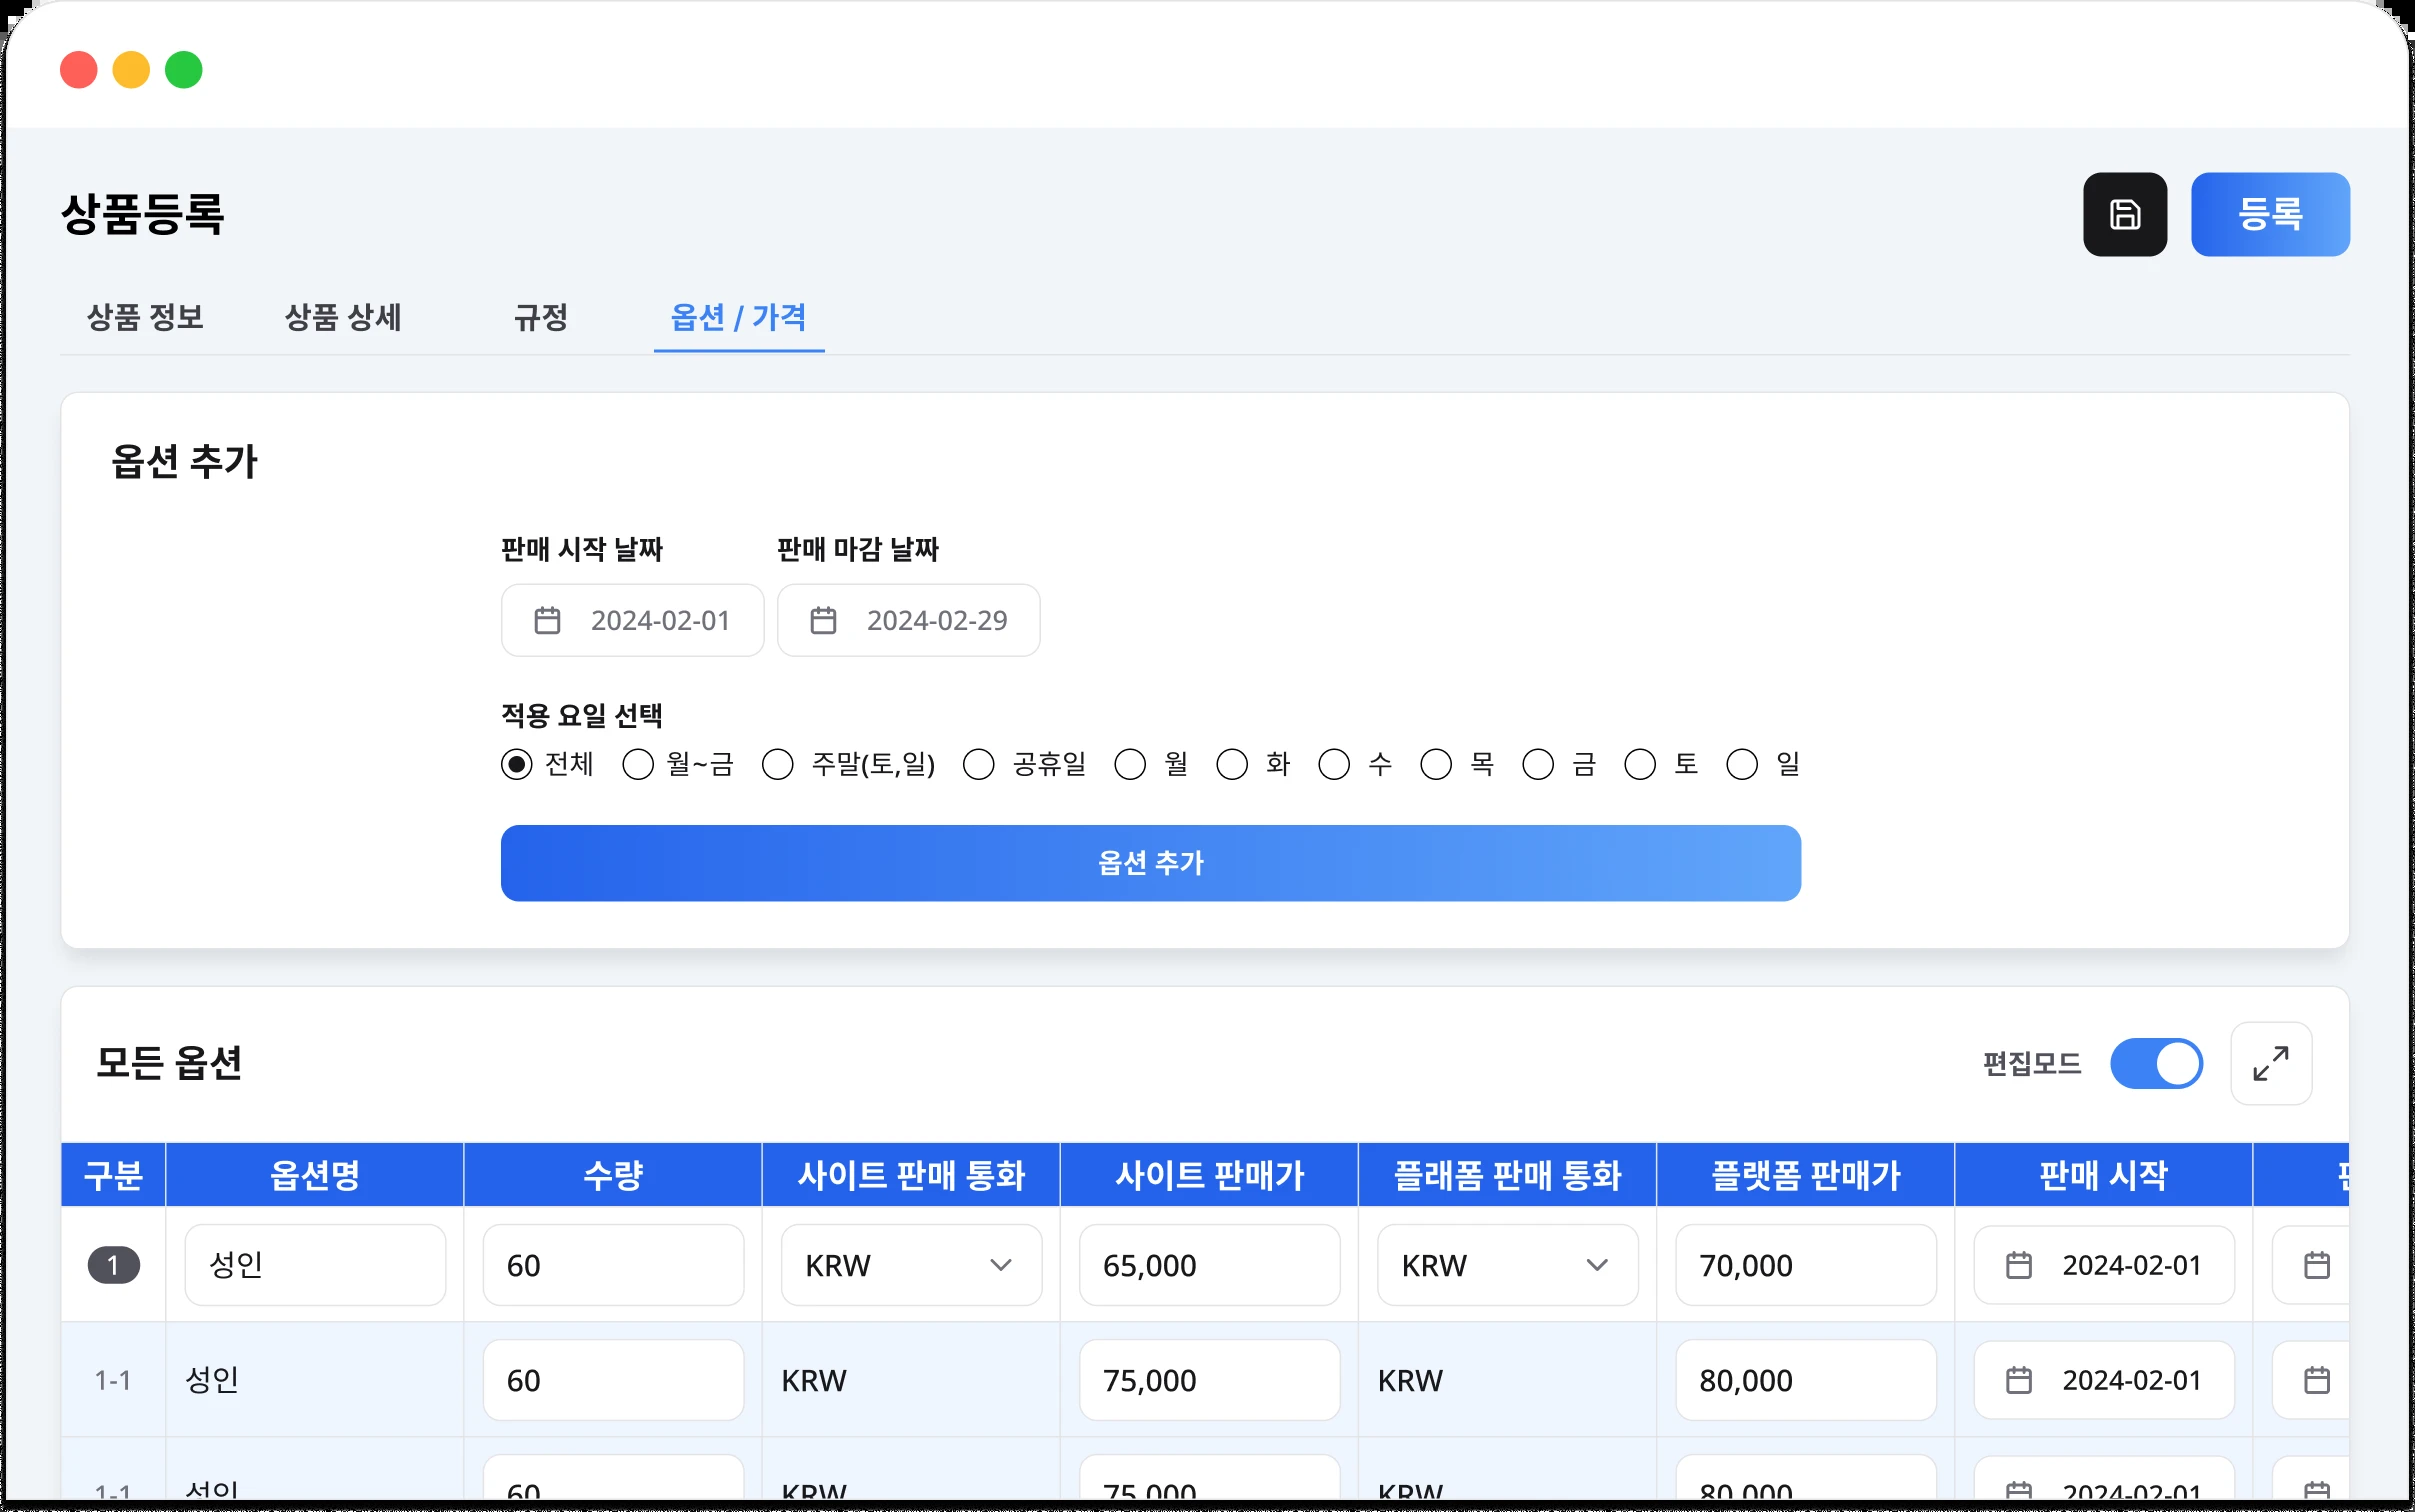 상품등록
등록
상품 정보 상품 상세 규정 옵션 / 가격
옵션 추가
판매 시작 날짜 판매 마감 날짜
2024-02-01 2024-02-29
적용 요일 선택
전체 월~금 주말(토,일) 공휴일 월 화 수 목 금 토 일
옵션 추가
모든 옵션
편집모드
구분 옵션명 수량 사이트 판매 통화 사이트 판매가 플래폼 판매 통화 플랫폼 판매가 판매 시작
1 성인 60 KRW 65,000 KRW 70,000 2024-02-01
1-1 성인 60 KRW 75,000 KRW 80,000 2024-02-01
1-1 성인 60 KRW 75,000 KRW 80,000 2024-02-01